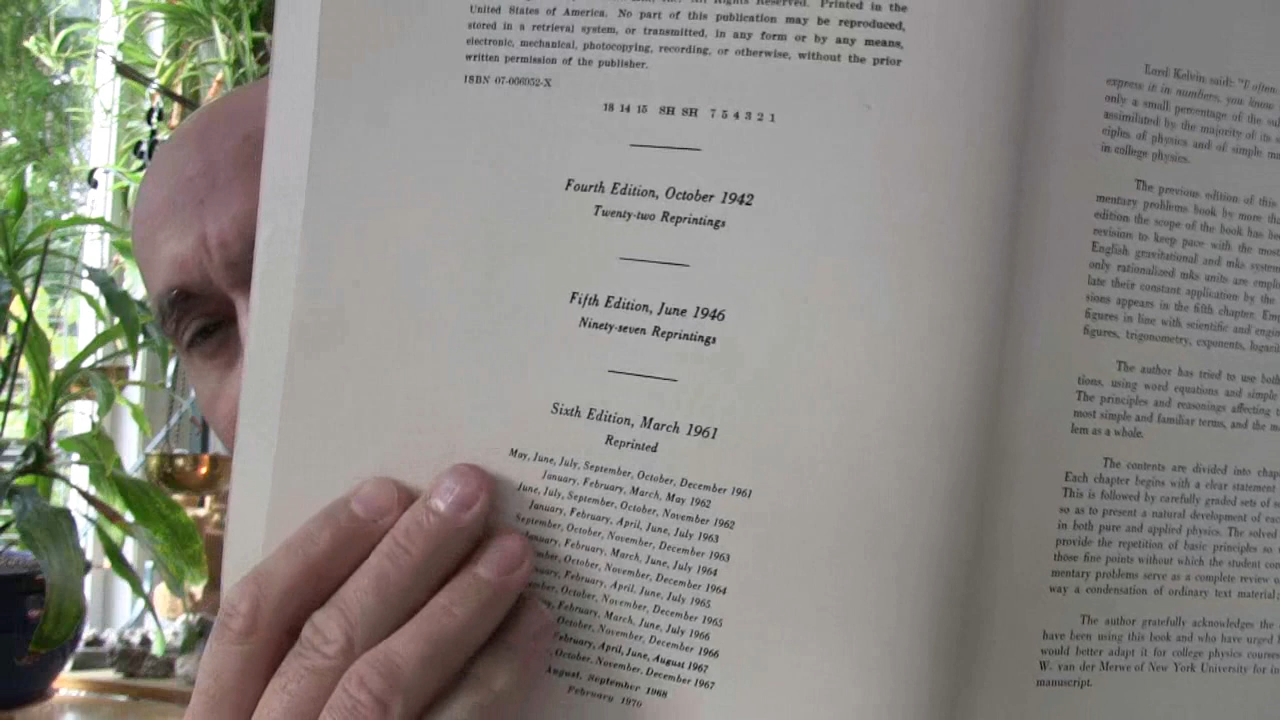 Rights Reserved. Printed in the
United States of America. No part of this publication may be reproduced,
stored in a retrieval system, or transmitted, in any form or by any means,
electronic, mechanical, photocopying, recording, or otherwise, without the prior
written permission of the publisher.
ISBN 07-006052-X
18 14 15 SH SH 7 5 4 3 2 1
Fourth Edition, October 1942
Twenty-two Reprintings
Fifth Edition, June 1946
Ninety-seven Reprintings
Sixth Edition, March 1961
Reprinted
May, June, July, September, October, December 1961
January, February, March, May 1962
June, July, September, October, November 1962
January, February, April, June, July 1963
September, October, November, December 1963
January, February, March, June, July 1964
October, November, December 1964
February, April, June, July 1965
October, November, December 1965
February, March, June, July 1966
October, November, December 1966
February, April, June, August 1967
October, November, December 1967
August, September 1968
February 1970
Lord Kelvin said: "I often
express it in numbers, you know
only a small percentage of the
assimilated by the majority of its
ciples of physics and of simple
in college physics.
The previous edition of this
mentary problems book by more
edition the scope of the book has
revision to keep pace with the most
English gravitational and mks
only rationalized mks units are
late their constant application by the
sions appears in the fifth chapter.
figures in line with scientific and
figures, trigonometry, exponents,
The author has tried to use both
tions, using word equations and simple
The principles and reasonings affecting
most simple and familiar terms, and the
lem as a whole.
The contents are divided into
Each chapter begins with a clear statement
This is followed by carefully graded sets of
so as to present a natural development of
in both pure and applied physics. The solved
provide the repetition of basic principles so
those fine points without which the student
mentary problems serve as a complete review
way a condensation of ordinary text material;
The author gratefully acknowledges the
have been using this book and who have urged
would better adapt it for college physics
W. van der Merwe of New York University for
manuscript.